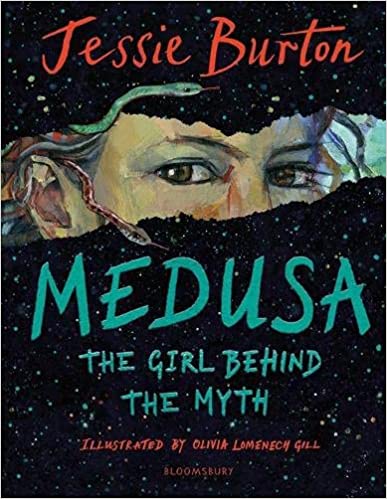 Jessie Burton
MEDUSA
THE GIRL BEHIND
THE MYTH
ILLUSTRATED BY OLIVIA LOMENECH GILL
BLOOMSBURY